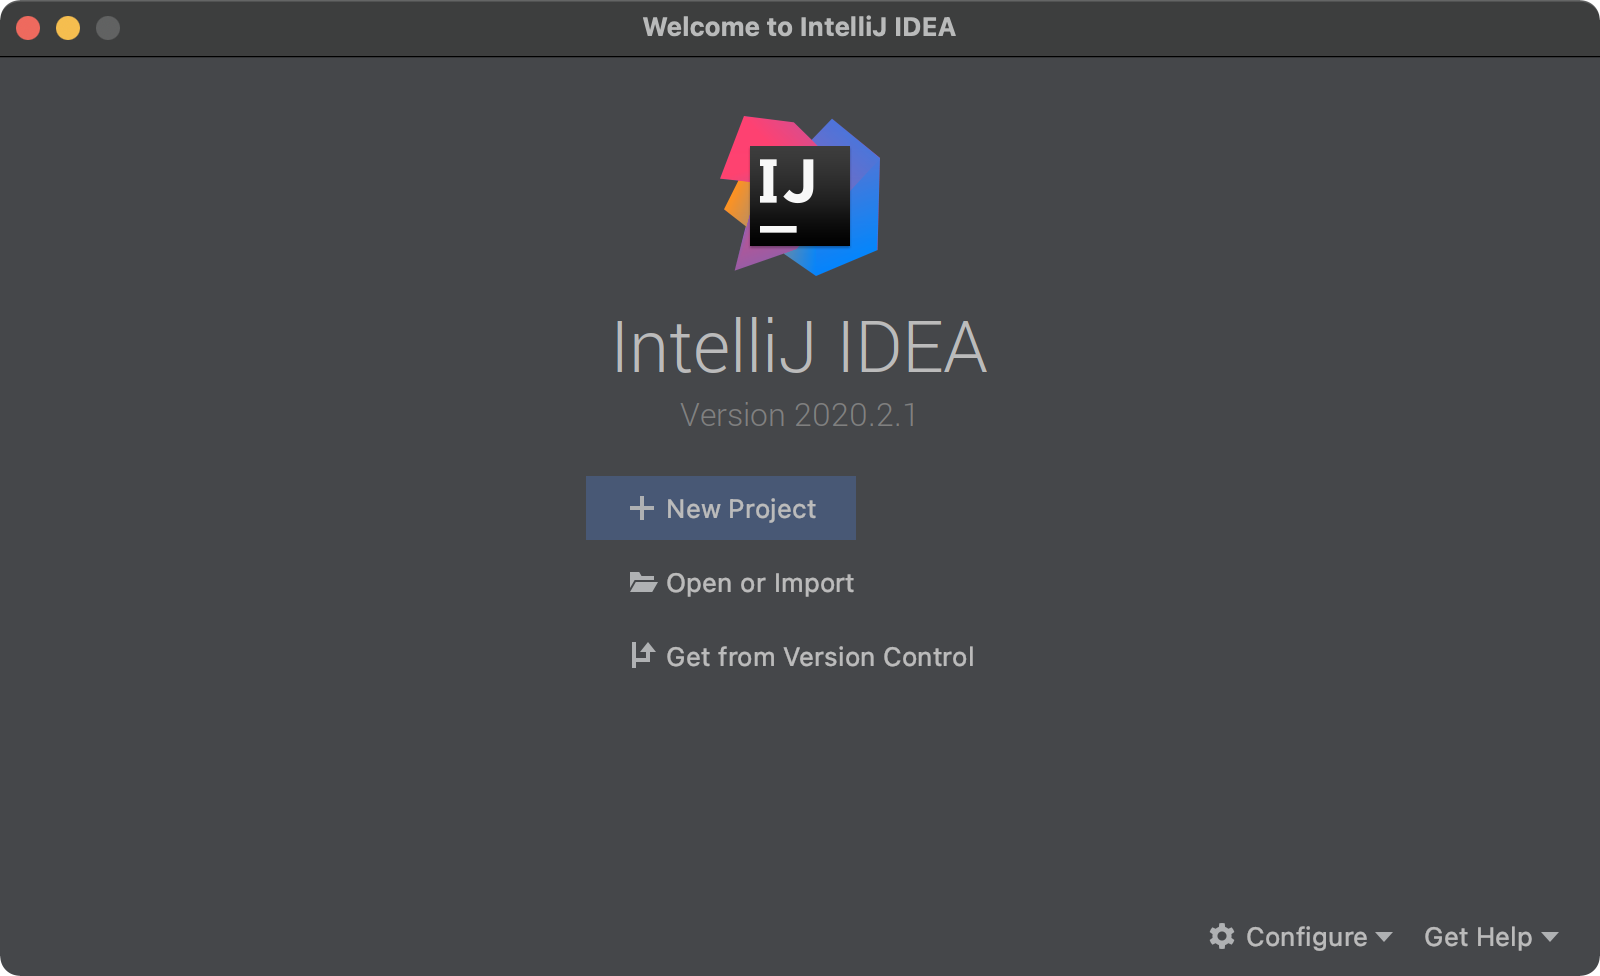 Welcome to IntelliJ IDEA
IJ
IntelliJ IDEA
Version 2020.2.1
New Project
Open or Import
Get from Version Control
Configure
Get Help